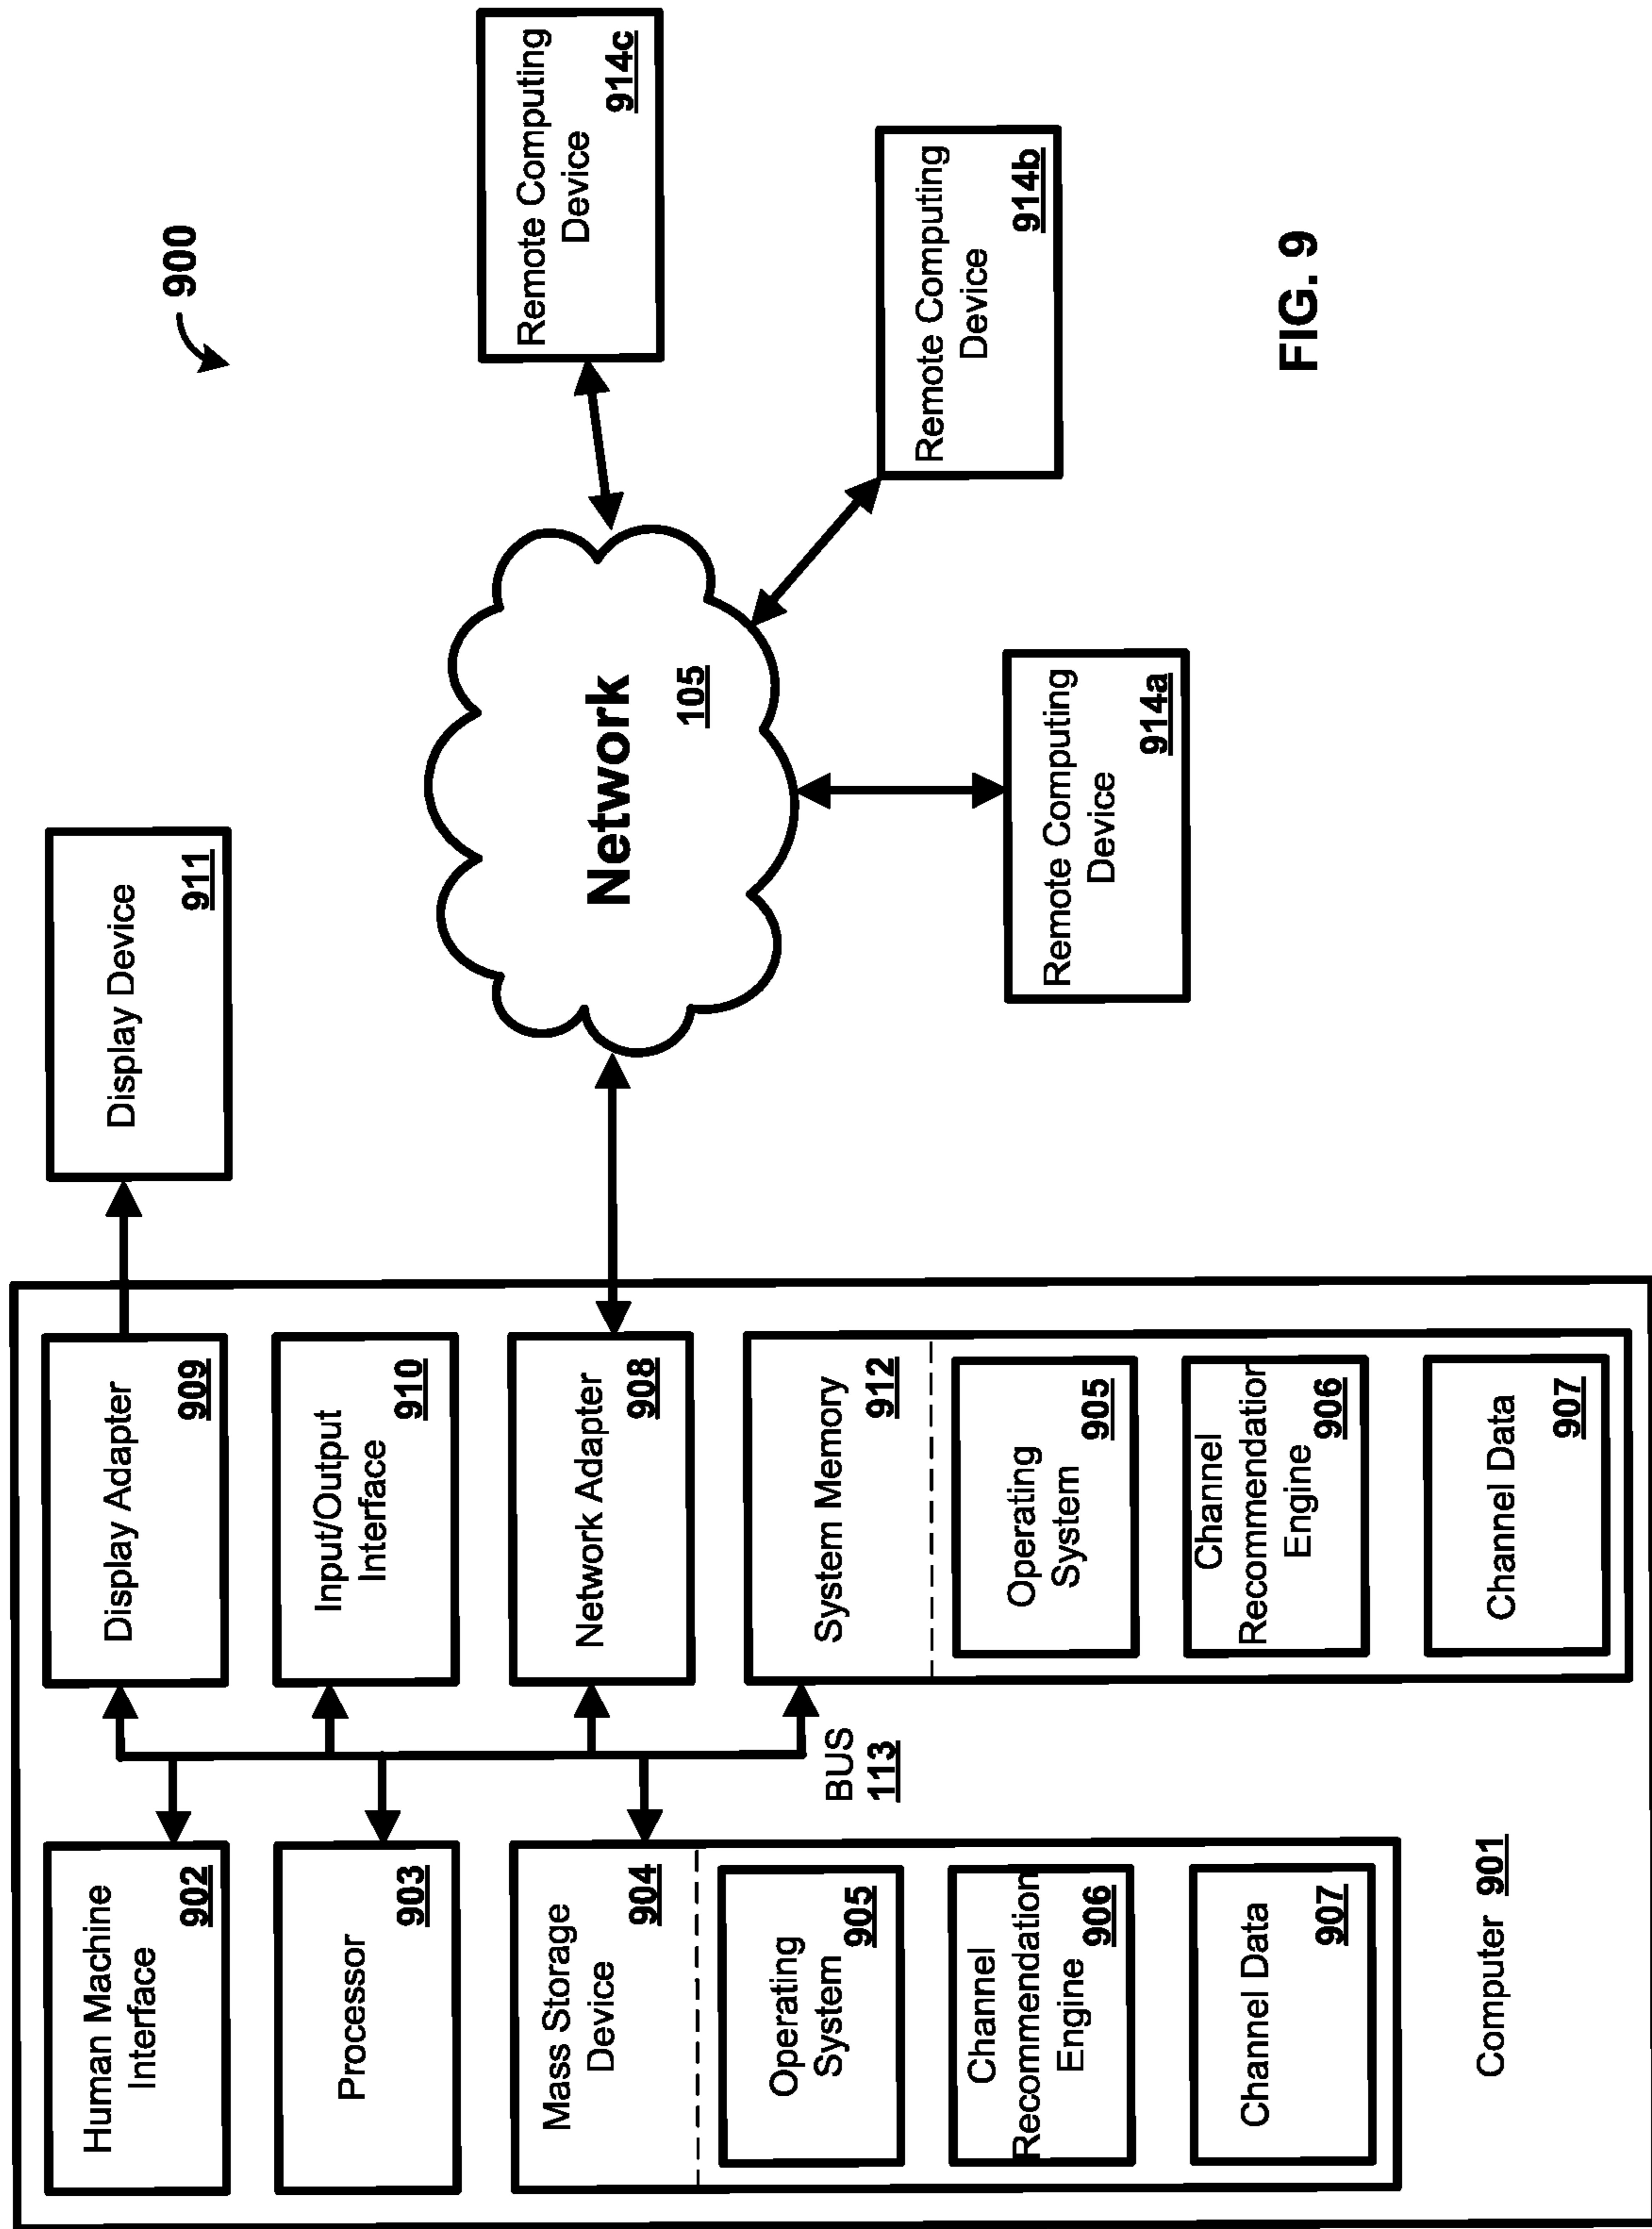 900
Human Machine
Interface
902
Processor
903
Mass Storage
Device
904
Operating
System
905
Channel
Recommendation
Engine
906
Channel Data
907
Computer 901
BUS
113
Display Adapter
909
Input/Output
Interface
910
Network Adapter
908
System Memory
912
Operating
System
905
Channel
Recommendation
Engine
906
Channel Data
907
Display Device
911
Network
105
Remote Computing
Device
914a
Remote Computing
Device
914b
Remote Computing
Device
914c
FIG. 9